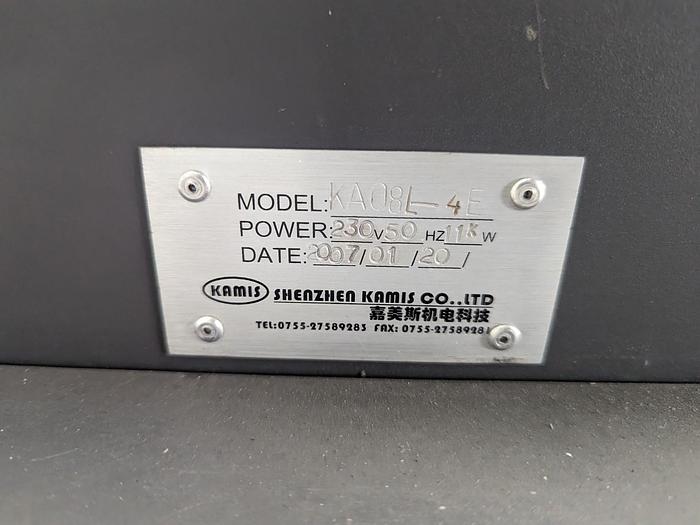 MODEL:KA08L-4E
POWER:230V50HZ11KW
DATE:2007/01/20/
KAMIS SHENZHEN KAMIS CO.,LTD
嘉美斯机电科技
TEL:0755-27589283 FAX: 0755-27589281